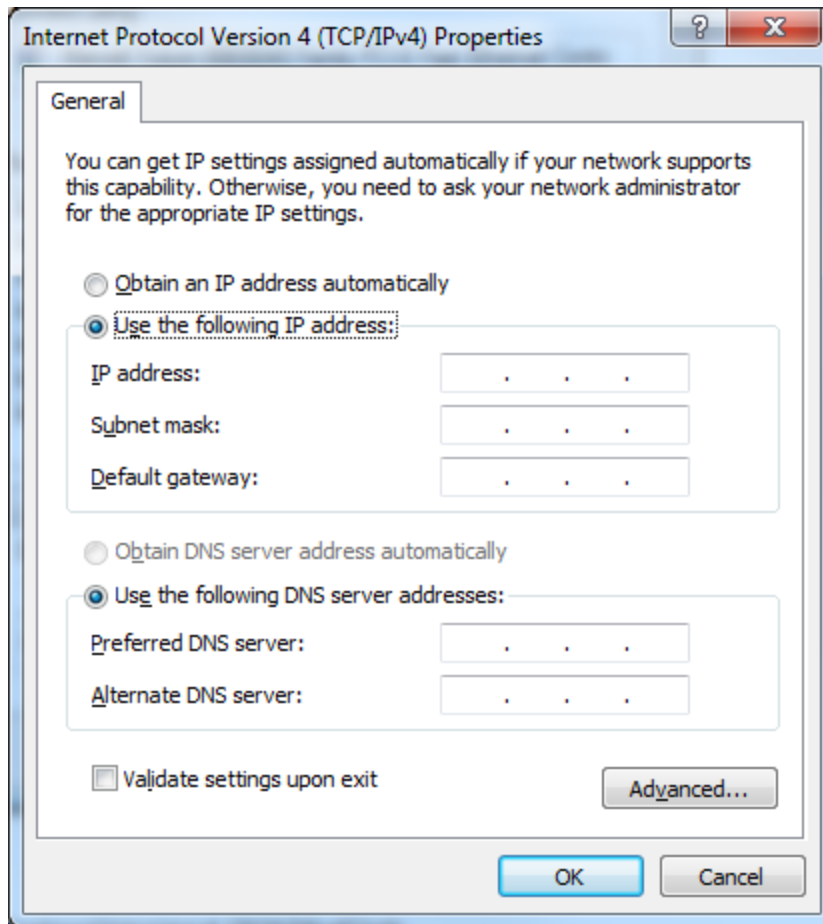 Internet Protocol Version 4 (TCP/IPv4) Properties
General
You can get IP settings assigned automatically if your network supports
this capability. Otherwise, you need to ask your network administrator
for the appropriate IP settings.
Obtain an IP address automatically
Use the following IP address:
IP address: . . .
Subnet mask: . . .
Default gateway: . . .
Obtain DNS server address automatically
Use the following DNS server addresses:
Preferred DNS server: . . .
Alternate DNS server: . . .
Validate settings upon exit
Advanced...
OK Cancel